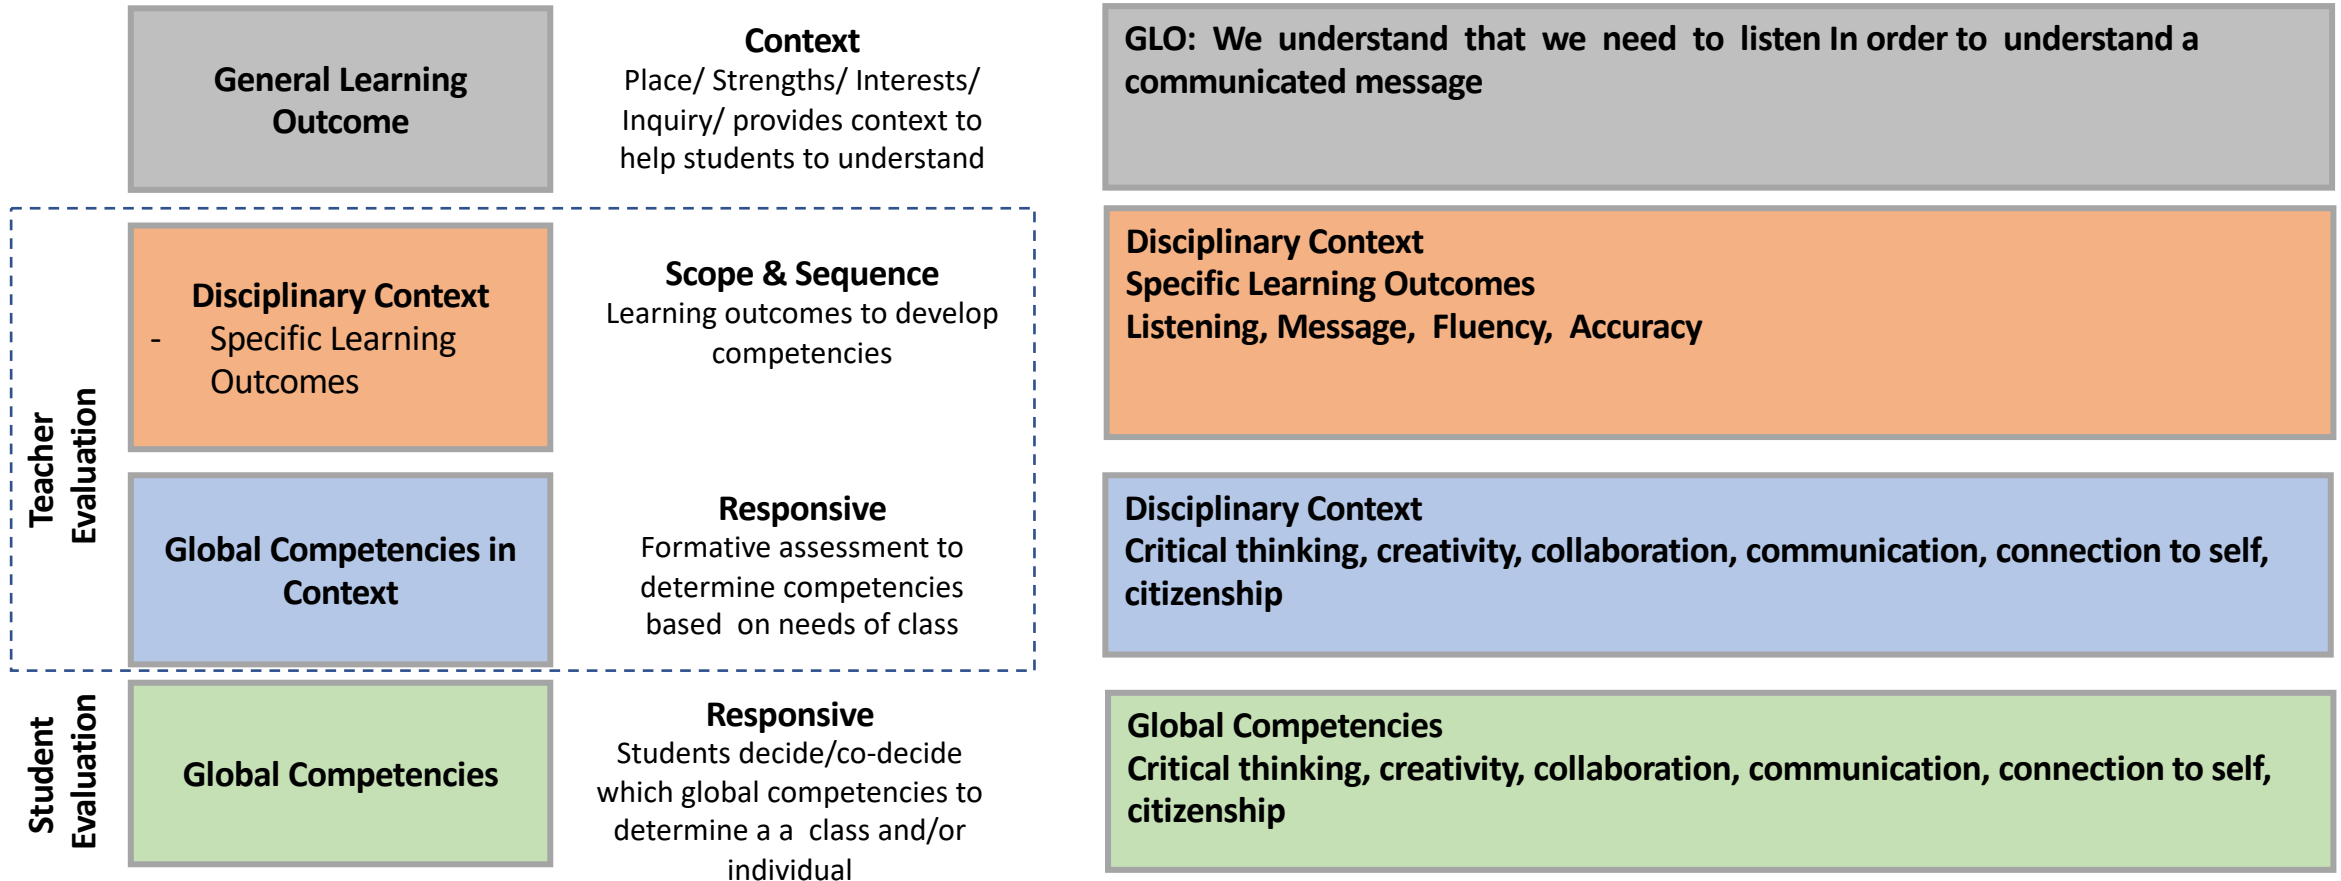 General Learning
Outcome
Context
Place/ Strengths/ Interests/
Inquiry/ provides context to
help students to understand
GLO: We understand that we need to listen In order to understand a
communicated message
Teacher
Evaluation
Disciplinary Context
- Specific Learning
Outcomes
Scope & Sequence
Learning outcomes to develop
competencies
Disciplinary Context
Specific Learning Outcomes
Listening, Message, Fluency, Accuracy
Global Competencies in
Context
Responsive
Formative assessment to
determine competencies
based on needs of class
Disciplinary Context
Critical thinking, creativity, collaboration, communication, connection to self,
citizenship
Student
Evaluation
Global Competencies
Responsive
Students decide/co-decide
which global competencies to
determine a a class and/or
individual
Global Competencies
Critical thinking, creativity, collaboration, communication, connection to self,
citizenship